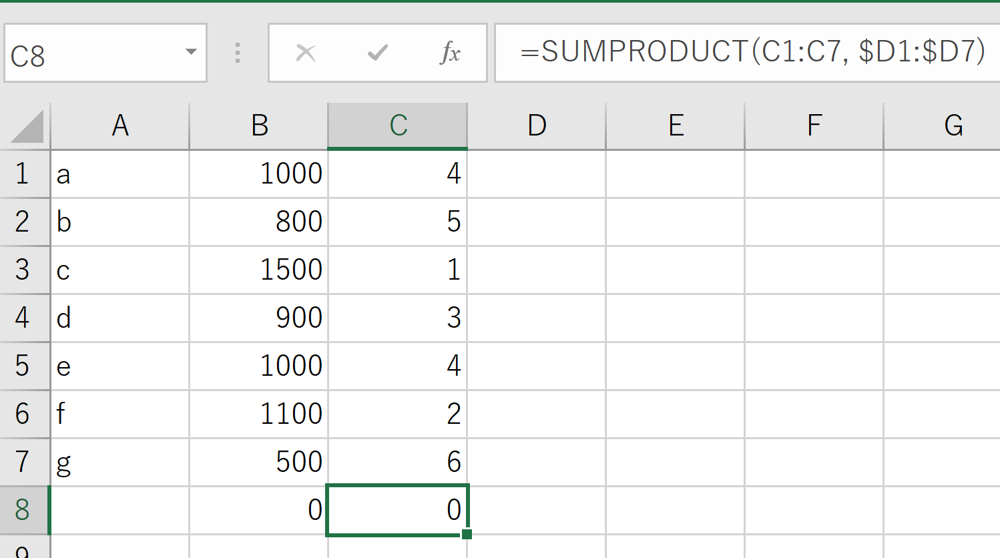 C8 fx =SUMPRODUCT(C1:C7, $D1:$D7)
A B C D E F G
1 a 1000 4
2 b 800 5
3 c 1500 1
4 d 900 3
5 e 1000 4
6 f 1100 2
7 g 500 6
8 0 0
9